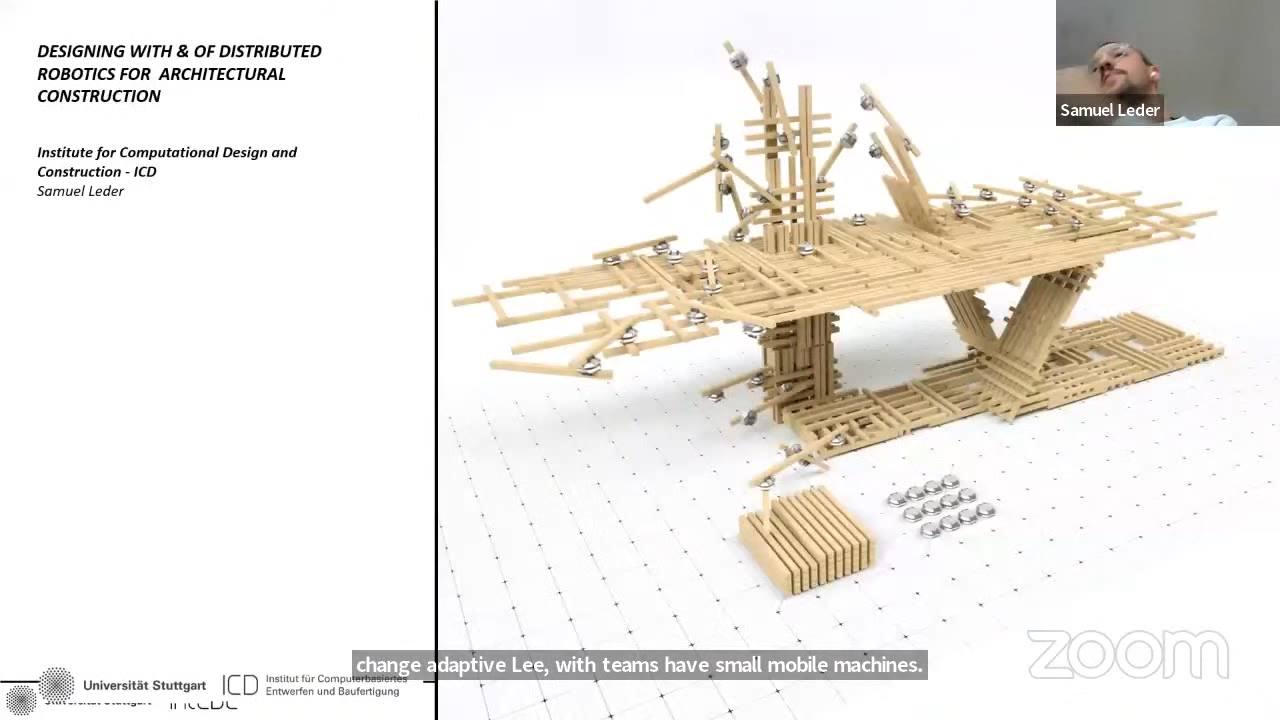 DESIGNING WITH & OF DISTRIBUTED
ROBOTICS FOR ARCHITECTURAL
CONSTRUCTION
Institute for Computational Design and
Construction - ICD
Samuel Leder
Samuel Leder
change adaptive Lee, with teams have small mobile machines.
zoom
Universität Stuttgart
ICD
Institut für Computerbasiertes
Entwerfen und Baufertigung
Universität Stuttgart